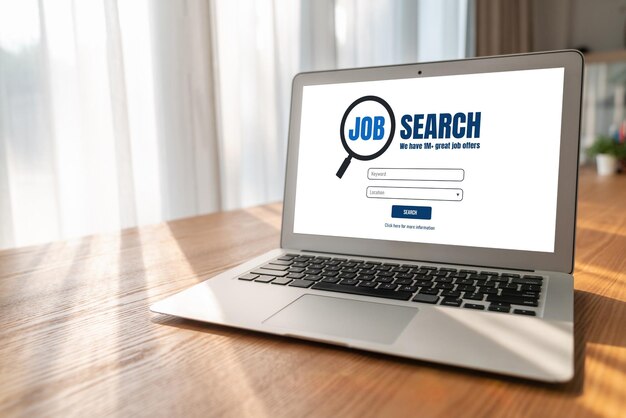 JOB SEARCH
We have 1M+ great job offers
Keyword
Location
SEARCH
Click here for more information